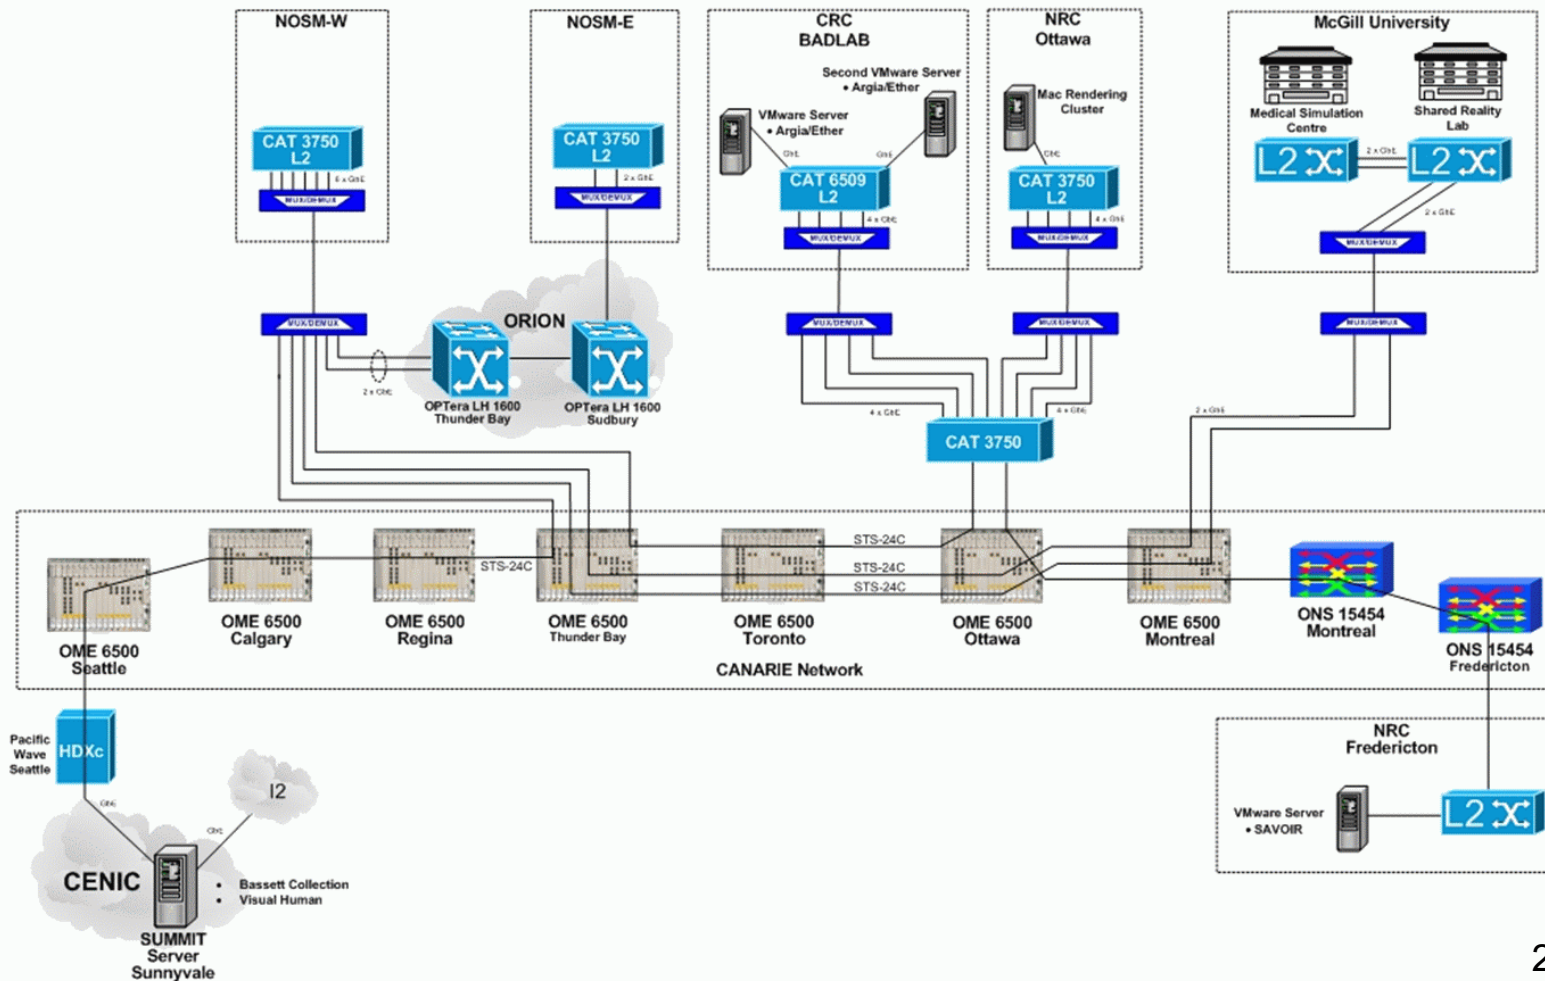 NOSM-W
CAT 3750
L2
6 x GbE
MUX/DEMUX
MUX/DEMUX
NOSM-E
CAT 3750
L2
2 x GbE
MUX/DEMUX
ORION
2 x GbE
OPTera LH 1600
Thunder Bay
OPTera LH 1600
Sudbury
CRC
BADLAB
Second VMware Server
• Argia/Ether
VMware Server
• Argia/Ether
GbE
GbE
CAT 6509
L2
4 x GbE
MUX/DEMUX
MUX/DEMUX
4 x GbE
NRC
Ottawa
Mac Rendering
Cluster
GbE
CAT 3750
L2
4 x GbE
MUX/DEMUX
MUX/DEMUX
4 x GbE
CAT 3750
McGill University
Medical Simulation
Centre
Shared Reality
Lab
L2
2 x GbE
L2
2 x GbE
MUX/DEMUX
MUX/DEMUX
2 x GbE
STS-24C
STS-24C
STS-24C
STS-24C
OME 6500
Seattle
OME 6500
Calgary
OME 6500
Regina
OME 6500
Thunder Bay
OME 6500
Toronto
OME 6500
Ottawa
OME 6500
Montreal
ONS 15454
Montreal
ONS 15454
Fredericton
CANARIE Network
Pacific
Wave
Seattle
HDXc
GbE
I2
GbE
CENIC
• Bassett Collection
• Visual Human
SUMMIT
Server
Sunnyvale
NRC
Fredericton
VMware Server
• SAVOIR
L2
2